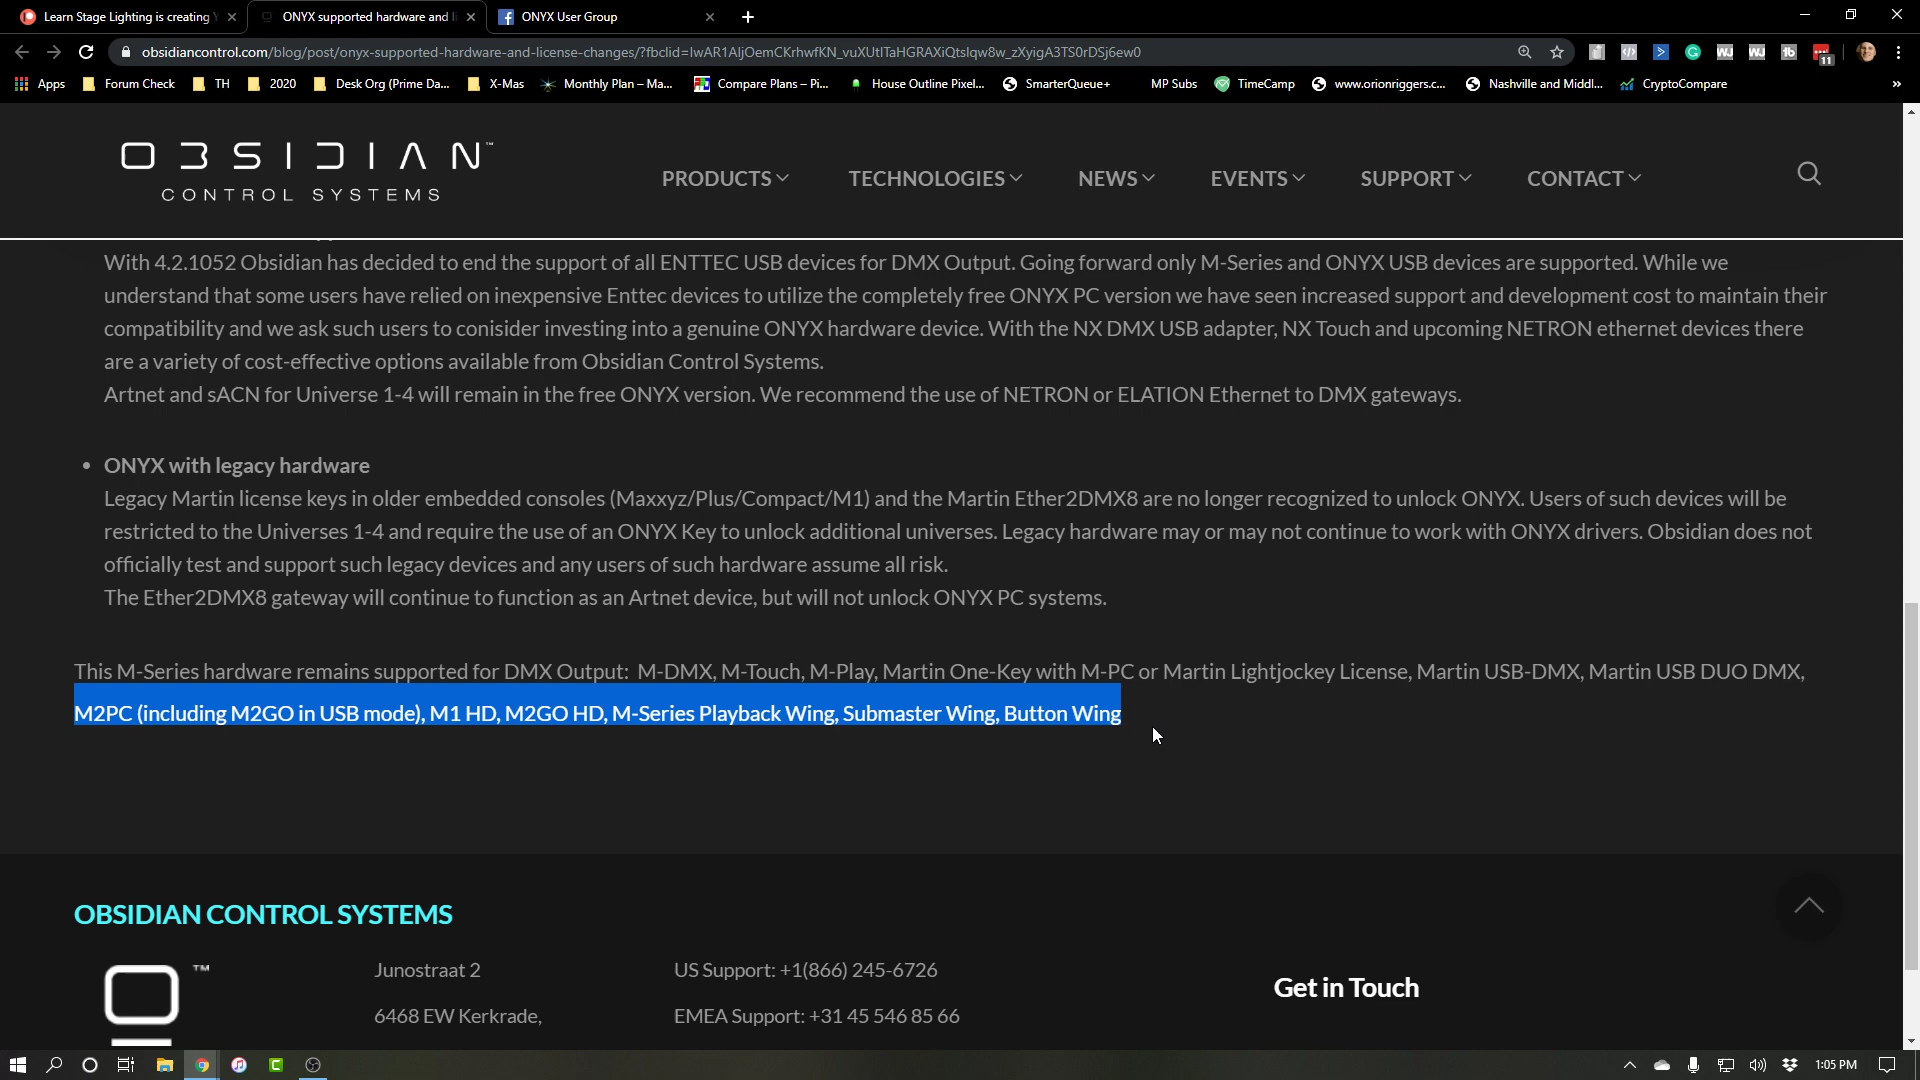 Learn Stage Lighting is creating Y
ONYX supported hardware and li
ONYX User Group
obsidiancontrol.com/blog/post/onyx-supported-hardware-and-license-changes/?fbclid=IwAR1AljOemCKrhwfKN_vuXUtITaHGRAXiQtslqw8w_zXyigA3TS0rDSj6ew0
11
Apps
Forum Check
TH
2020
Desk Org (Prime Da...
X-Mas
Monthly Plan – Ma...
Compare Plans – Pi...
House Outline Pixel...
SmarterQueue+
MP Subs
TimeCamp
www.orionriggers.c...
Nashville and Middl...
CryptoCompare
»
OBSIDIAN™
CONTROL SYSTEMS
PRODUCTS
TECHNOLOGIES
NEWS
EVENTS
SUPPORT
CONTACT
With 4.2.1052 Obsidian has decided to end the support of all ENTTEC USB devices for DMX Output. Going forward only M-Series and ONYX USB devices are supported. While we
understand that some users have relied on inexpensive Enttec devices to utilize the completely free ONYX PC version we have seen increased support and development cost to maintain their
compatibility and we ask such users to conisider investing into a genuine ONYX hardware device. With the NX DMX USB adapter, NX Touch and upcoming NETRON ethernet devices there
are a variety of cost-effective options available from Obsidian Control Systems.
Artnet and sACN for Universe 1-4 will remain in the free ONYX version. We recommend the use of NETRON or ELATION Ethernet to DMX gateways.
• ONYX with legacy hardware
Legacy Martin license keys in older embedded consoles (Maxxyz/Plus/Compact/M1) and the Martin Ether2DMX8 are no longer recognized to unlock ONYX. Users of such devices will be
restricted to the Universes 1-4 and require the use of an ONYX Key to unlock additional universes. Legacy hardware may or may not continue to work with ONYX drivers. Obsidian does not
officially test and support such legacy devices and any users of such hardware assume all risk.
The Ether2DMX8 gateway will continue to function as an Artnet device, but will not unlock ONYX PC systems.
This M-Series hardware remains supported for DMX Output: M-DMX, M-Touch, M-Play, Martin One-Key with M-PC or Martin Lightjockey License, Martin USB-DMX, Martin USB DUO DMX,
M2PC (including M2GO in USB mode), M1 HD, M2GO HD, M-Series Playback Wing, Submaster Wing, Button Wing
OBSIDIAN CONTROL SYSTEMS
™
Junostraat 2
6468 EW Kerkrade,
US Support: +1(866) 245-6726
EMEA Support: +31 45 546 85 66
Get in Touch
1:05 PM